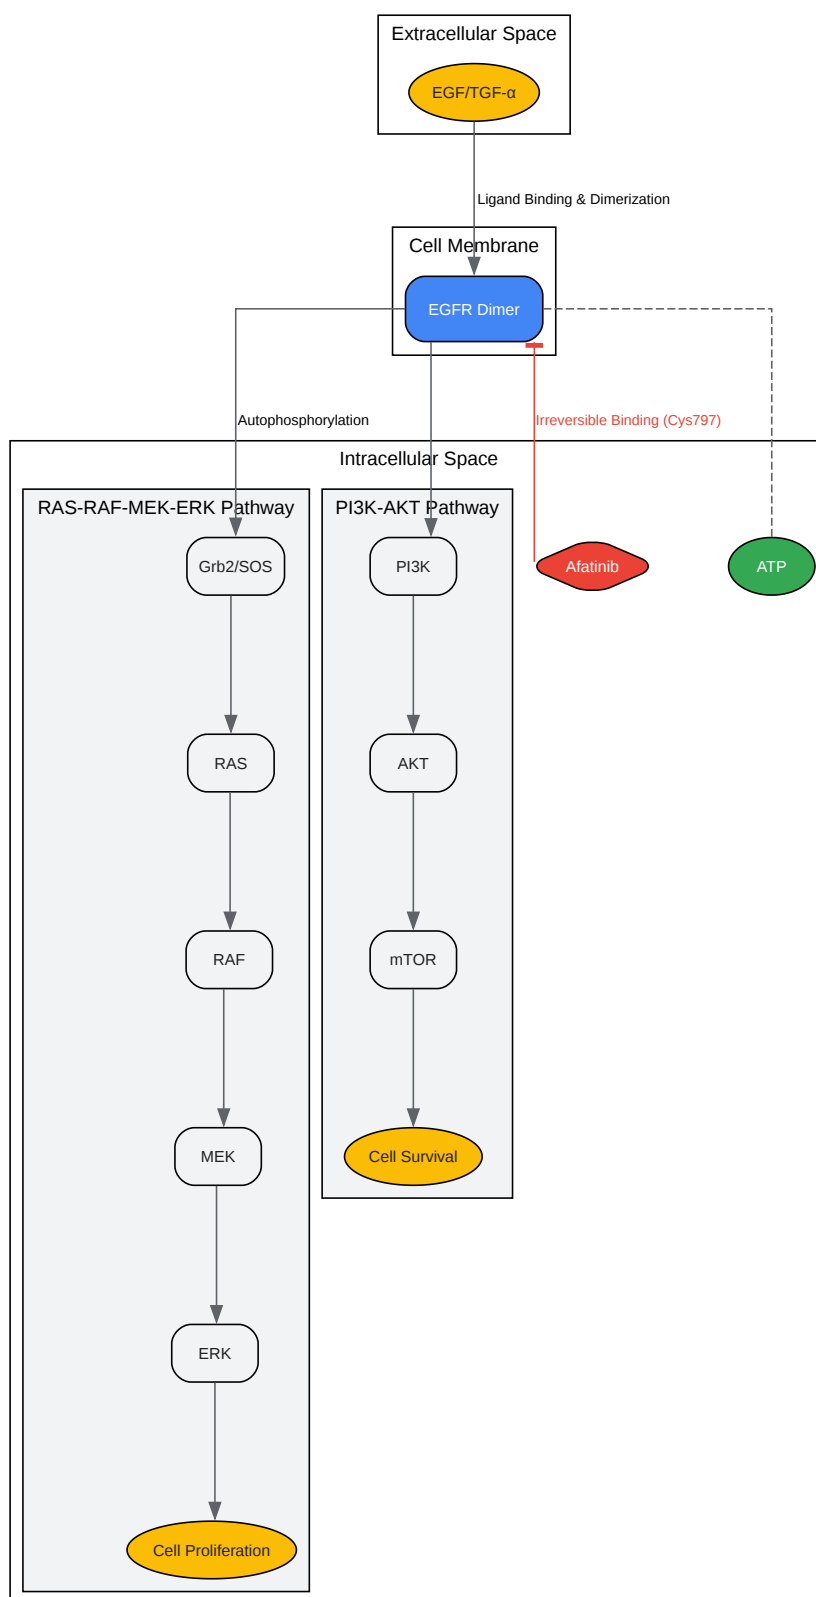 Extracellular Space
EGF/TGF-α
Ligand Binding & Dimerization
Cell Membrane
EGFR Dimer
Autophosphorylation
Irreversible Binding (Cys797)
Intracellular Space
RAS-RAF-MEK-ERK Pathway
PI3K-AKT Pathway
Grb2/SOS
PI3K
Afatinib
ATP
RAS
AKT
RAF
mTOR
MEK
Cell Survival
ERK
Cell Proliferation